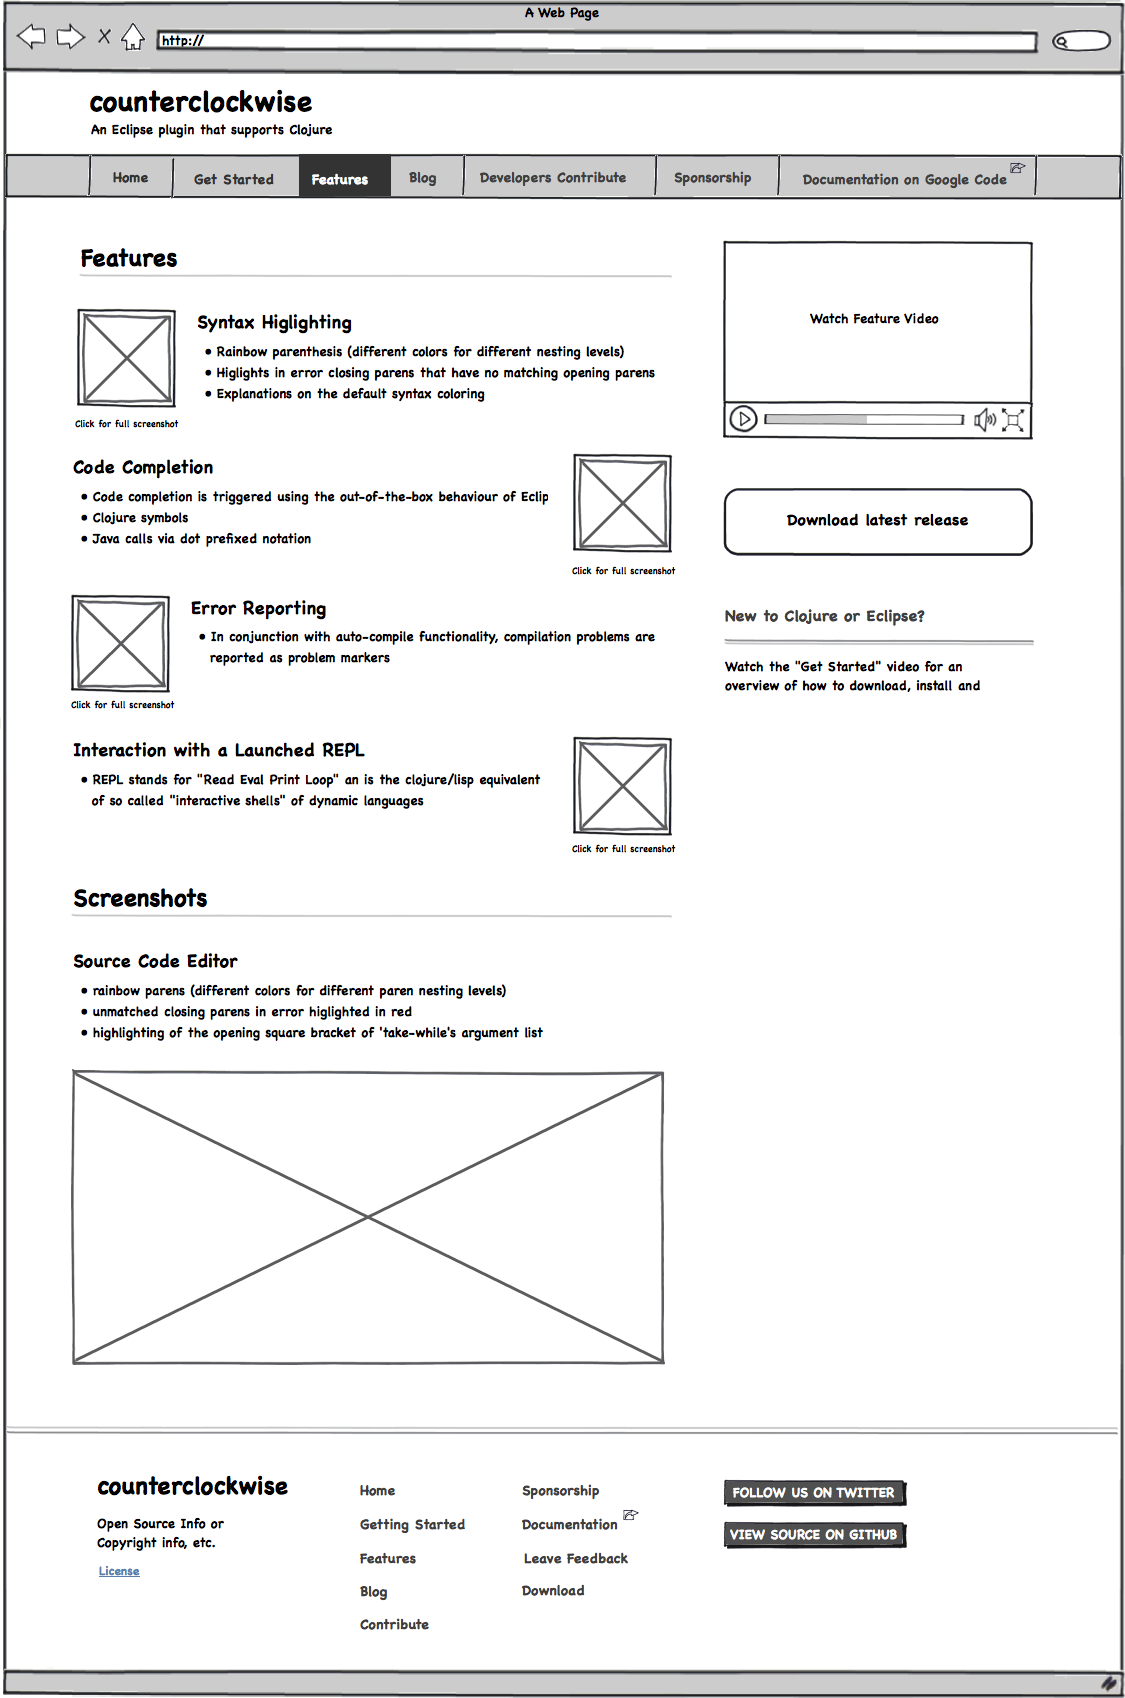 A Web Page
http://
counterclockwise
An Eclipse plugin that supports Clojure
Home
Get Started
Features
Blog
Developers Contribute
Sponsorship
Documentation on Google Code
Features
Syntax Higlighting
• Rainbow parenthesis (different colors for different nesting levels)
• Higlights in error closing parens that have no matching opening parens
• Explanations on the default syntax coloring
Click for full screenshot
Code Completion
• Code completion is triggered using the out-of-the-box behaviour of Eclip
• Clojure symbols
• Java calls via dot prefixed notation
Click for full screenshot
Error Reporting
• In conjunction with auto-compile functionality, compilation problems are
reported as problem markers
Click for full screenshot
Interaction with a Launched REPL
• REPL stands for "Read Eval Print Loop" an is the clojure/lisp equivalent
of so called "interactive shells" of dynamic languages
Click for full screenshot
Screenshots
Source Code Editor
• rainbow parens (different colors for different paren nesting levels)
• unmatched closing parens in error higlighted in red
• highlighting of the opening square bracket of 'take-while's argument list
Watch Feature Video
Download latest release
New to Clojure or Eclipse?
Watch the "Get Started" video for an
overview of how to download, install and
counterclockwise
Open Source Info or
Copyright info, etc.
License
Home
Getting Started
Features
Blog
Contribute
Sponsorship
Documentation
Leave Feedback
Download
FOLLOW US ON TWITTER
VIEW SOURCE ON GITHUB